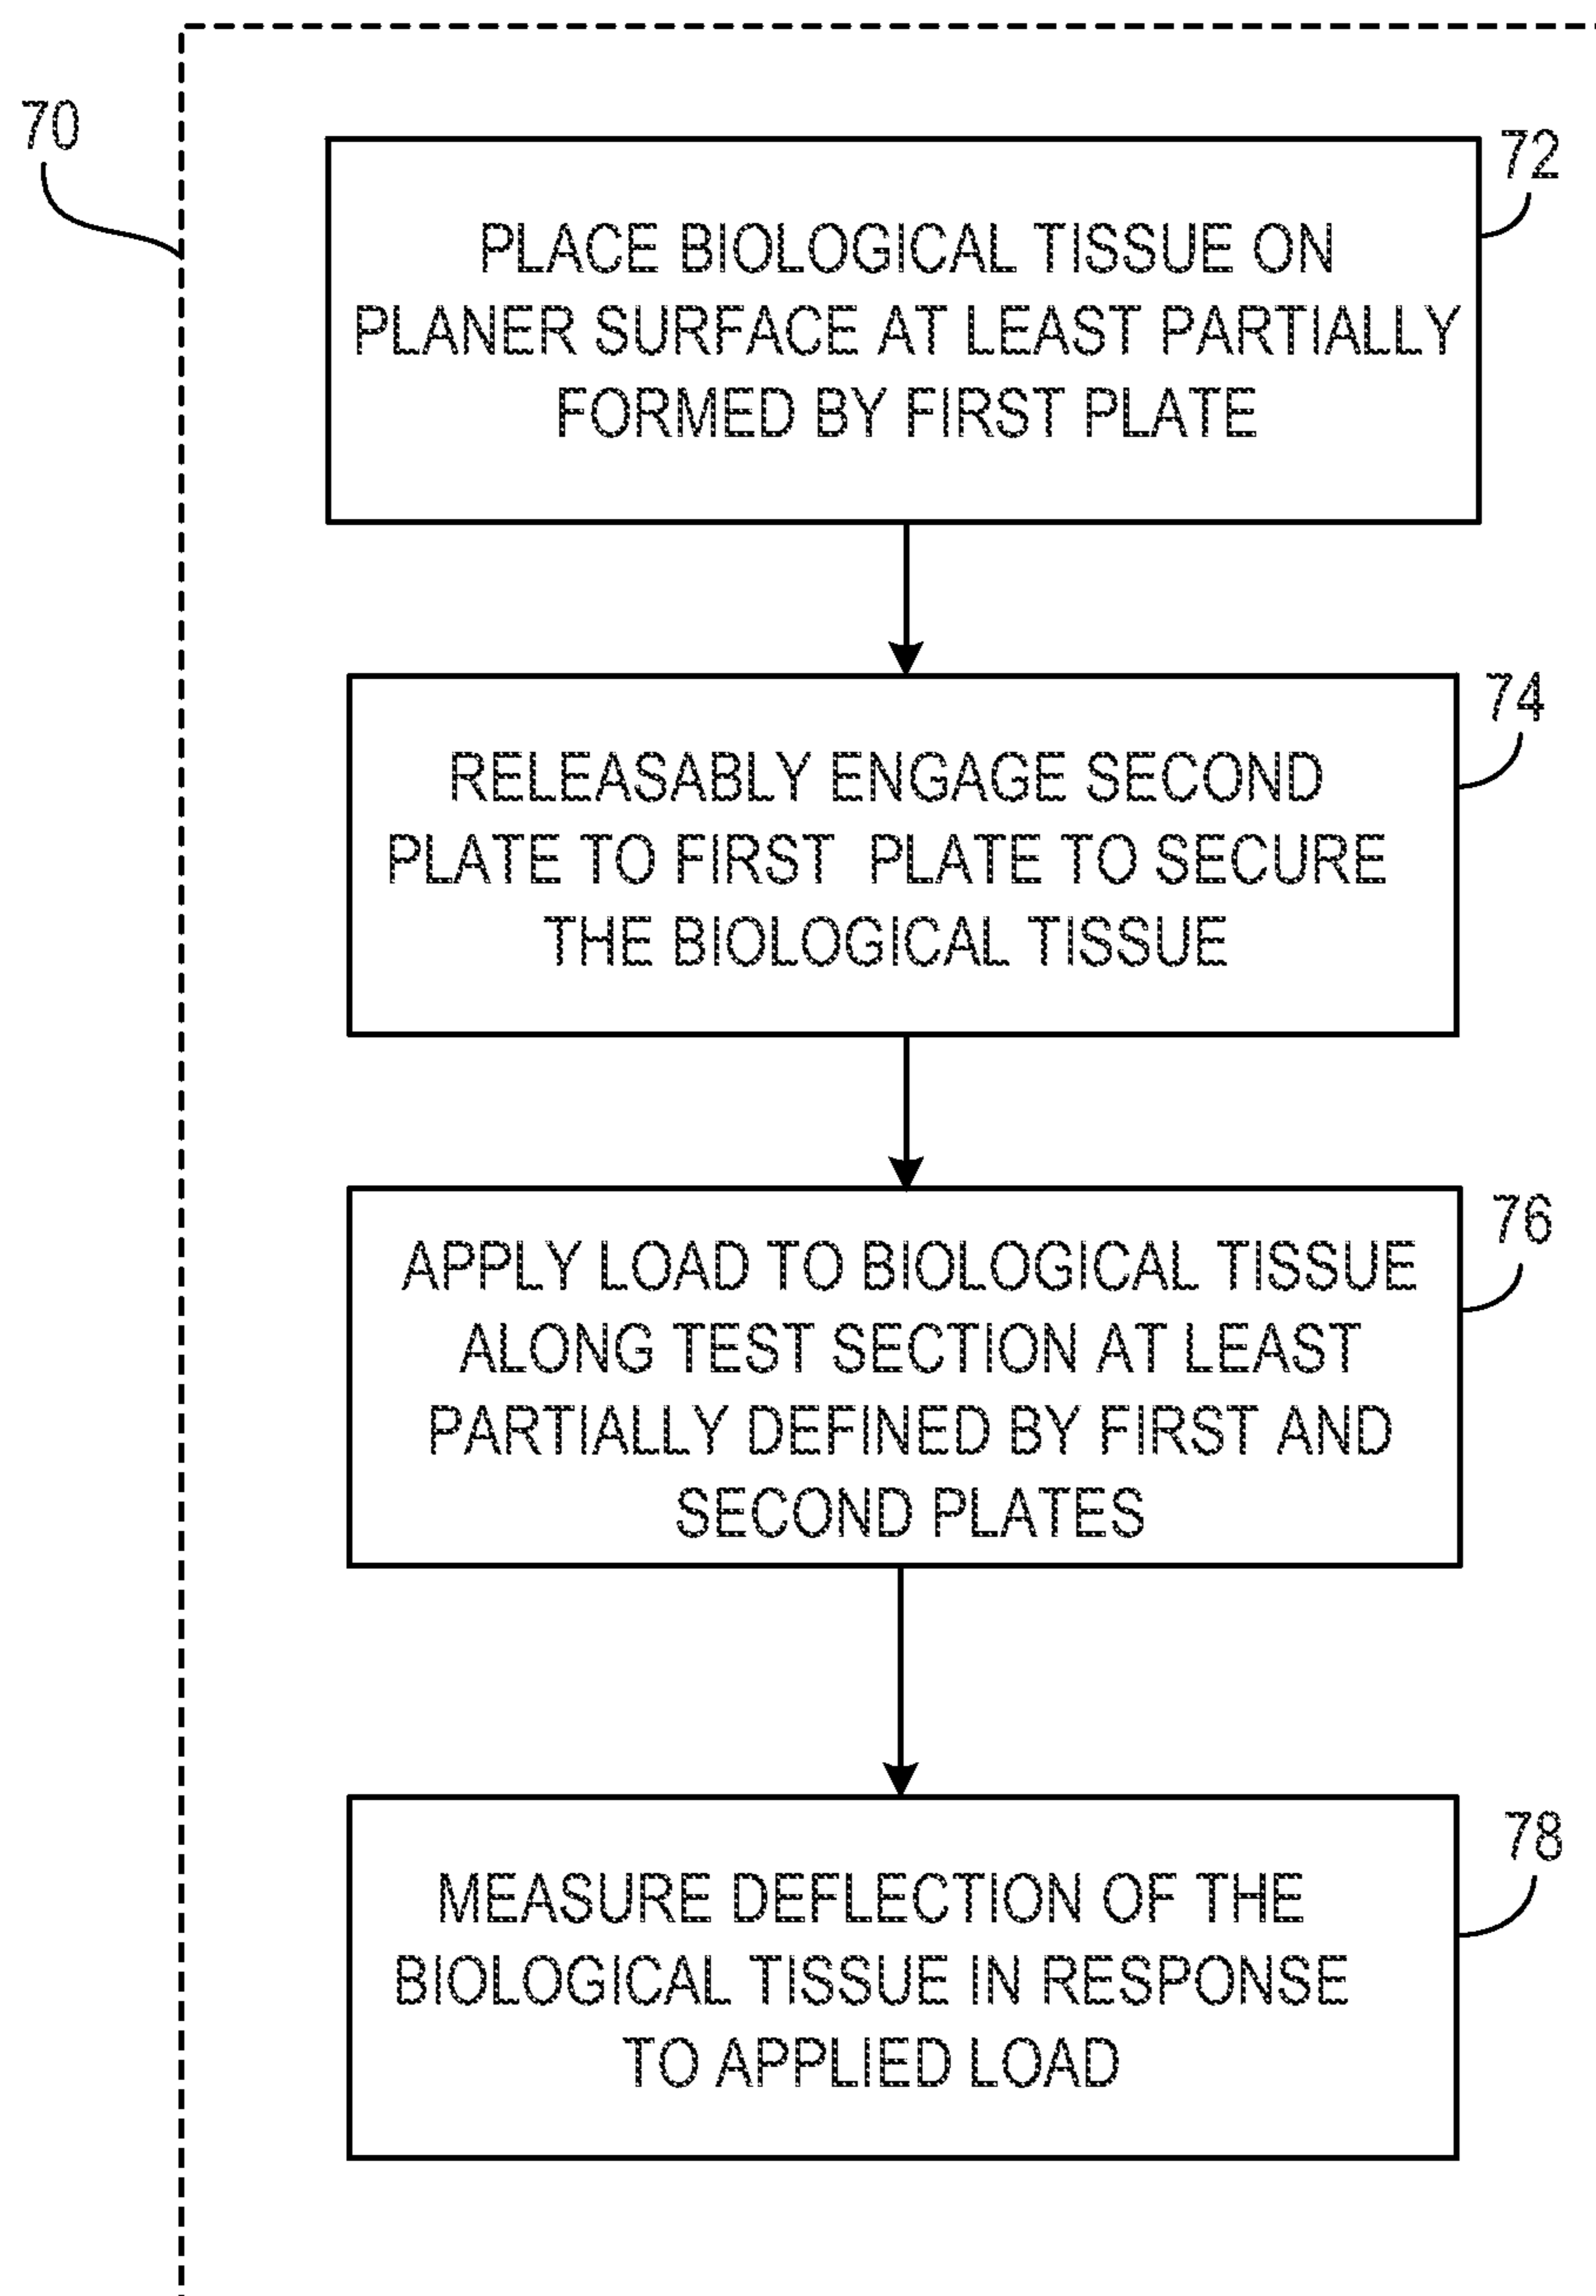 70
72
PLACE BIOLOGICAL TISSUE ON
PLANER SURFACE AT LEAST PARTIALLY
FORMED BY FIRST PLATE
74
RELEASABLY ENGAGE SECOND
PLATE TO FIRST PLATE TO SECURE
THE BIOLOGICAL TISSUE
76
APPLY LOAD TO BIOLOGICAL TISSUE
ALONG TEST SECTION AT LEAST
PARTIALLY DEFINED BY FIRST AND
SECOND PLATES
78
MEASURE DEFLECTION OF THE
BIOLOGICAL TISSUE IN RESPONSE
TO APPLIED LOAD